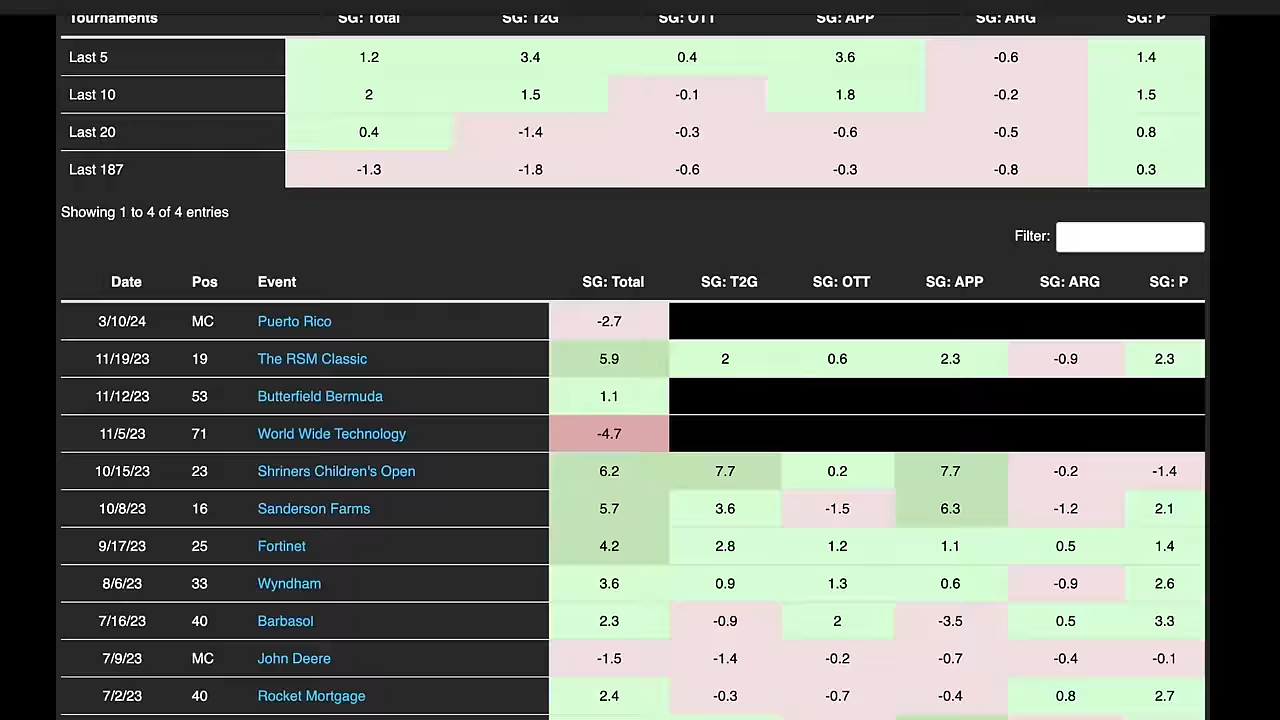 Tournaments SG: Total SG: T2G SG: OTT SG: APP SG: ARG SG: P
Last 5 1.2 3.4 0.4 3.6 -0.6 1.4
Last 10 2 1.5 -0.1 1.8 -0.2 1.5
Last 20 0.4 -1.4 -0.3 -0.6 -0.5 0.8
Last 187 -1.3 -1.8 -0.6 -0.3 -0.8 0.3
Showing 1 to 4 of 4 entries
Filter:
Date Pos Event SG: Total SG: T2G SG: OTT SG: APP SG: ARG SG: P
3/10/24 MC Puerto Rico -2.7
11/19/23 19 The RSM Classic 5.9 2 0.6 2.3 -0.9 2.3
11/12/23 53 Butterfield Bermuda 1.1
11/5/23 71 World Wide Technology -4.7
10/15/23 23 Shriners Children's Open 6.2 7.7 0.2 7.7 -0.2 -1.4
10/8/23 16 Sanderson Farms 5.7 3.6 -1.5 6.3 -1.2 2.1
9/17/23 25 Fortinet 4.2 2.8 1.2 1.1 0.5 1.4
8/6/23 33 Wyndham 3.6 0.9 1.3 0.6 -0.9 2.6
7/16/23 40 Barbasol 2.3 -0.9 2 -3.5 0.5 3.3
7/9/23 MC John Deere -1.5 -1.4 -0.2 -0.7 -0.4 -0.1
7/2/23 40 Rocket Mortgage 2.4 -0.3 -0.7 -0.4 0.8 2.7